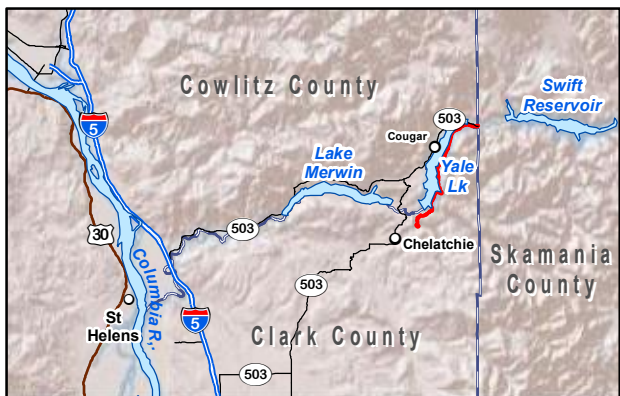 Cowlitz County
Swift
Reservoir
5
503
Cougar
Lake
Merwin
Yale
Lk
503
30
Chelatchie
Columbia R,.
Skamania
County
503
St
Helens
5
Clark County
503